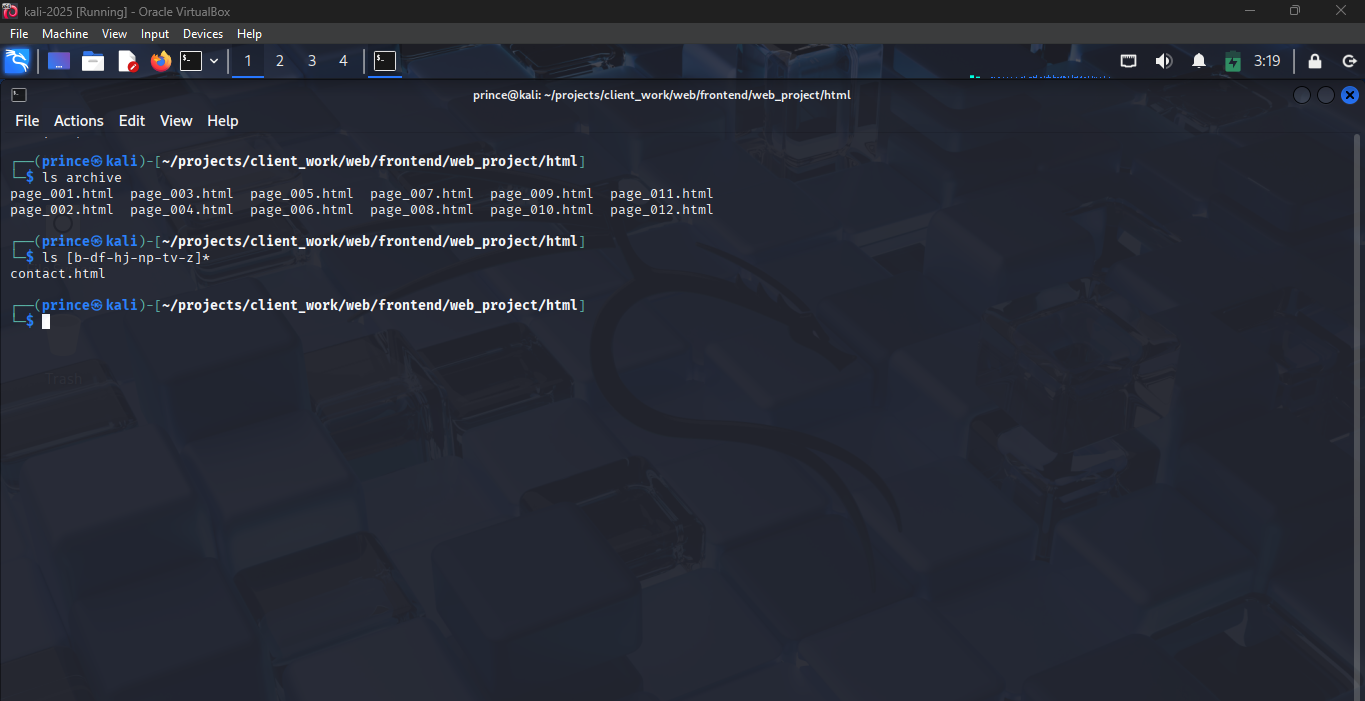 kali-2025 [Running] - Oracle VirtualBox
File Machine View Input Devices Help
1 2 3 4 3:19
prince@kali: ~/projects/client_work/web/frontend/web_project/html
File Actions Edit View Help
┌──(prince㉿kali)-[~/projects/client_work/web/frontend/web_project/html]
└─$ ls archive
page_001.html page_003.html page_005.html page_007.html page_009.html page_011.html
page_002.html page_004.html page_006.html page_008.html page_010.html page_012.html
┌──(prince㉿kali)-[~/projects/client_work/web/frontend/web_project/html]
└─$ ls [b-df-hj-np-tv-z]*
contact.html
┌──(prince㉿kali)-[~/projects/client_work/web/frontend/web_project/html]
└─$
Trash